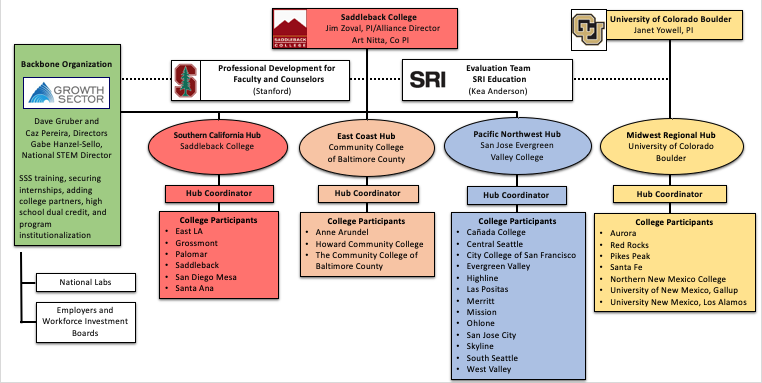 SADDLEBACK
COLLEGE
Saddleback College
Jim Zoval, PI/Alliance Director
Art Nitta, Co PI
CU
University of Colorado Boulder
Janet Yowell, PI
Backbone Organization
GROWTH
SECTOR
Dave Gruber and
Caz Pereira, Directors
Gabe Hanzel-Sello,
National STEM Director
SSS training, securing
internships, adding
college partners, high
school dual credit, and
program
institutionalization
National Labs
Employers and
Workforce Investment
Boards
S
Professional Development for
Faculty and Counselors
(Stanford)
SRI
Evaluation Team
SRI Education
(Kea Anderson)
Southern California Hub
Saddleback College
Hub Coordinator
College Participants
• East LA
• Grossmont
• Palomar
• Saddleback
• San Diego Mesa
• Santa Ana
East Coast Hub
Community College
of Baltimore County
Hub Coordinator
College Participants
• Anne Arundel
• Howard Community College
• The Community College of
Baltimore County
Pacific Northwest Hub
San Jose Evergreen
Valley College
Hub Coordinator
College Participants
• Cañada College
• Central Seattle
• City College of San Francisco
• Evergreen Valley
• Highline
• Las Positas
• Merritt
• Mission
• Ohlone
• San Jose City
• Skyline
• South Seattle
• West Valley
Midwest Regional Hub
University of Colorado
Boulder
Hub Coordinator
College Participants
• Aurora
• Red Rocks
• Pikes Peak
• Santa Fe
• Northern New Mexico College
• University of New Mexico, Gallup
• University New Mexico, Los Alamos